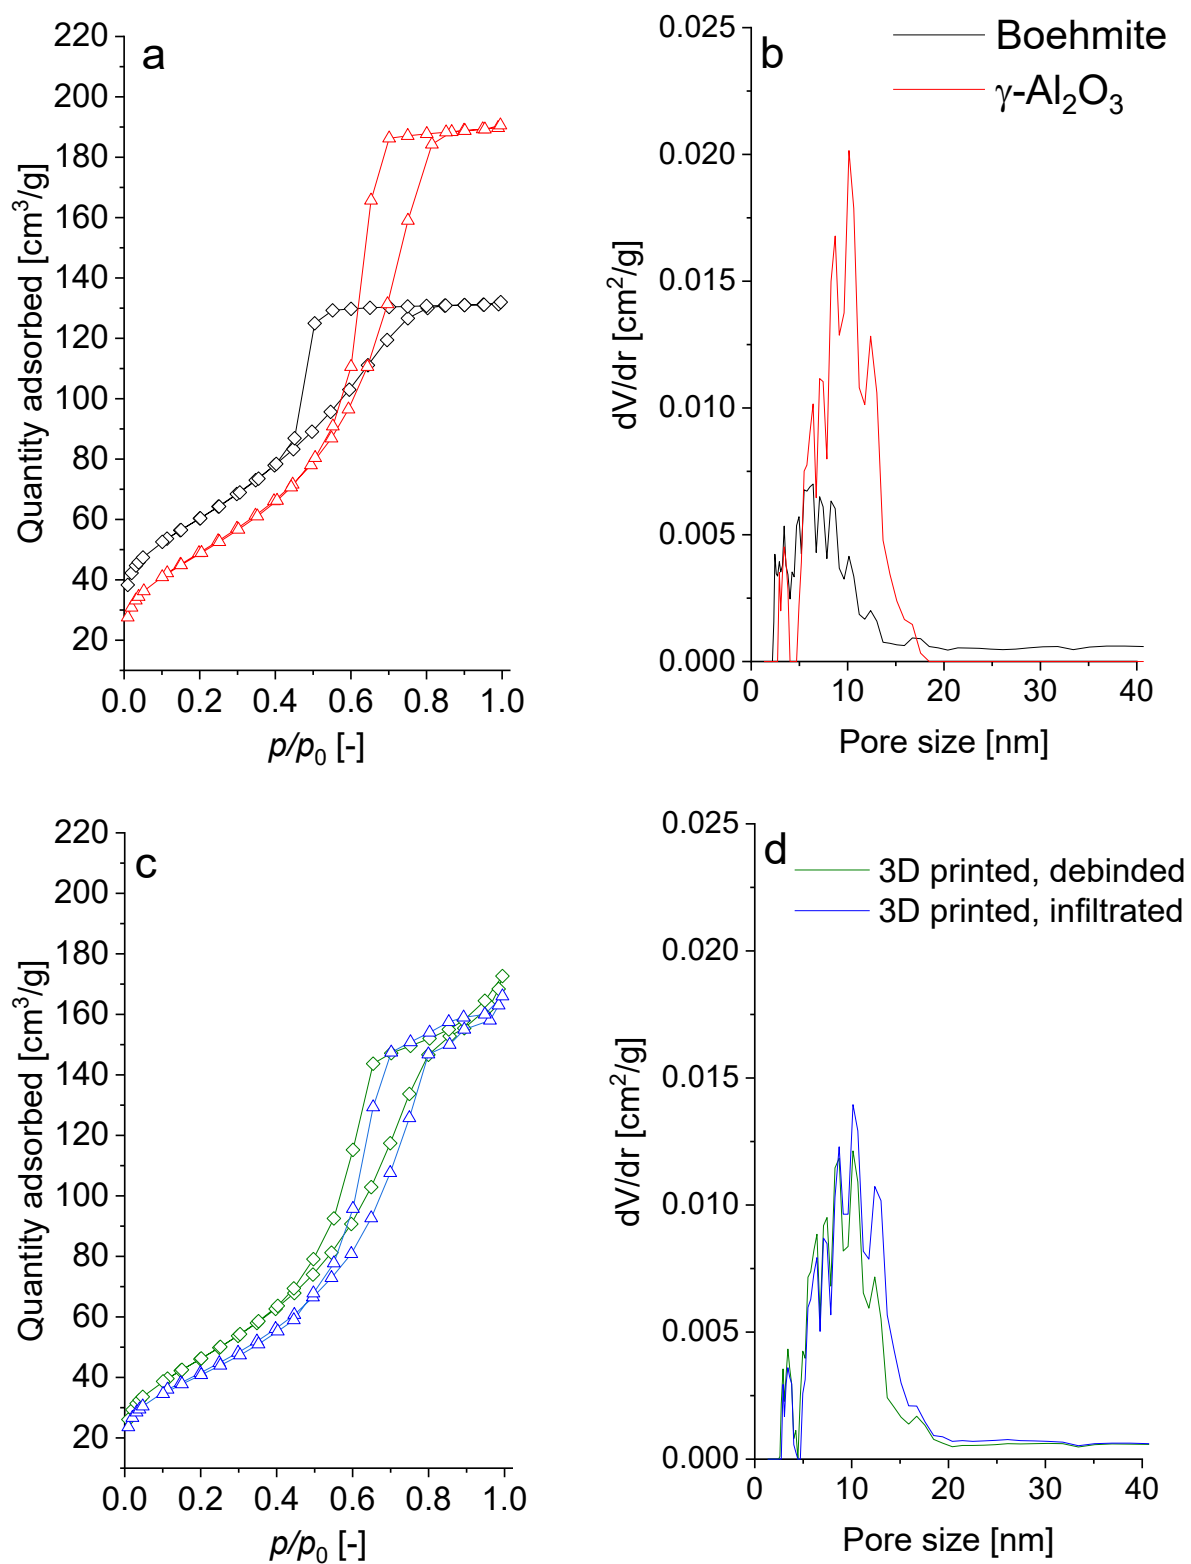 a
220
200
180
160
140
120
100
80
60
40
20
0.0 0.2 0.4 0.6 0.8 1.0
Quantity adsorbed [cm³/g]
p/p₀ [-]
b
Boehmite
γ-Al₂O₃
0.025
0.020
0.015
0.010
0.005
0.000
0 10 20 30 40
dV/dr [cm²/g]
Pore size [nm]
c
220
200
180
160
140
120
100
80
60
40
20
0.0 0.2 0.4 0.6 0.8 1.0
Quantity adsorbed [cm³/g]
p/p₀ [-]
d
3D printed, debinded
3D printed, infiltrated
0.025
0.020
0.015
0.010
0.005
0.000
0 10 20 30 40
dV/dr [cm²/g]
Pore size [nm]